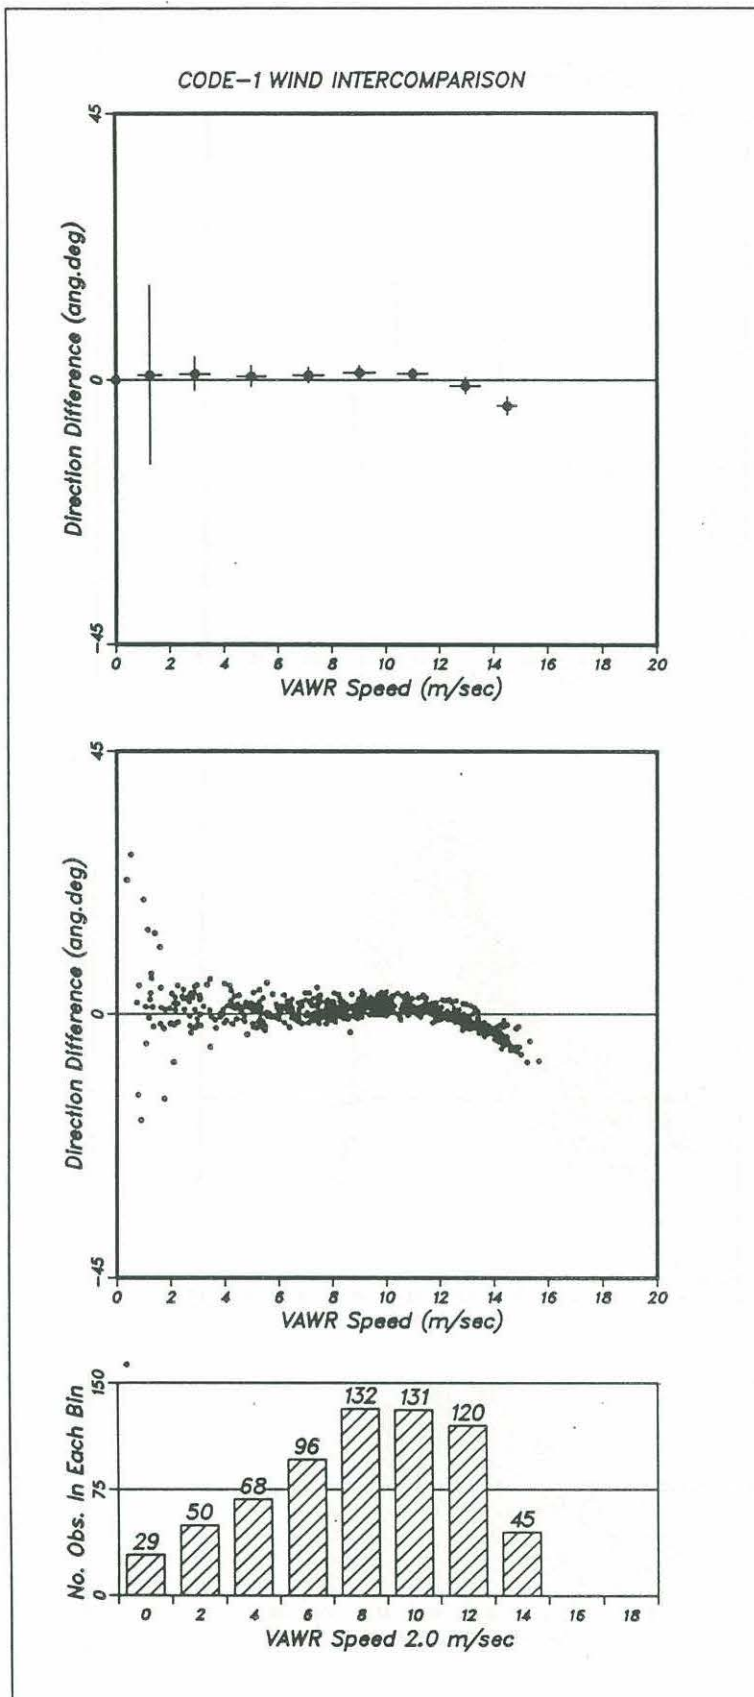 CODE-1 WIND INTERCOMPARISON
Direction Difference (ang.deg)
45
0
-45
0 2 4 6 8 10 12 14 16 18 20
VAWR Speed (m/sec)
Direction Difference (ang.deg)
45
0
-45
0 2 4 6 8 10 12 14 16 18 20
VAWR Speed (m/sec)
No. Obs. In Each Bin
150
75
0
29 50 68 96 132 131 120 45
0 2 4 6 8 10 12 14 16 18
VAWR Speed 2.0 m/sec